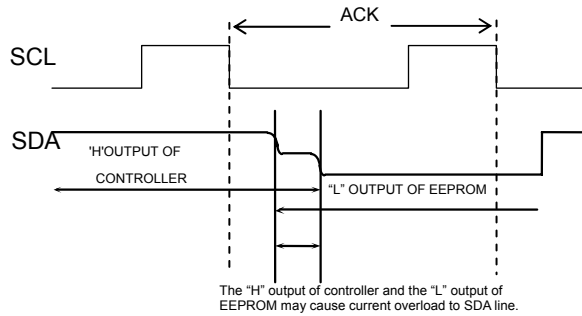 ACK
SCL
SDA
'H'OUTPUT OF
CONTROLLER
“L” OUTPUT OF EEPROM
The “H” output of controller and the “L” output of
EEPROM may cause current overload to SDA line.